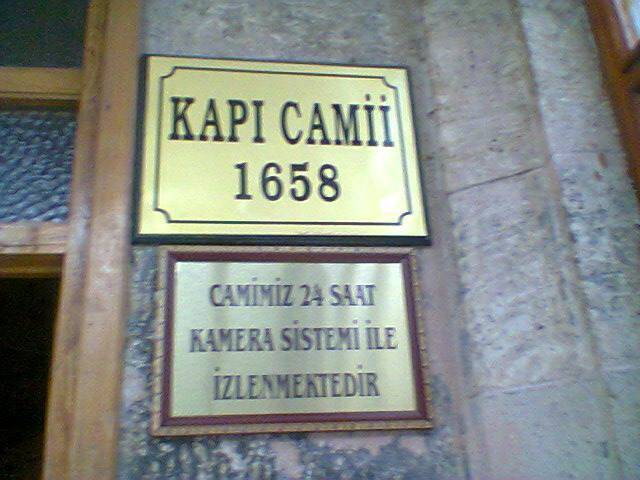 KAPI CAMİİ
1658
CAMİMİZ 24 SAAT
KAMERA SİSTEMİ İLE
İZLENMEKTEDİR